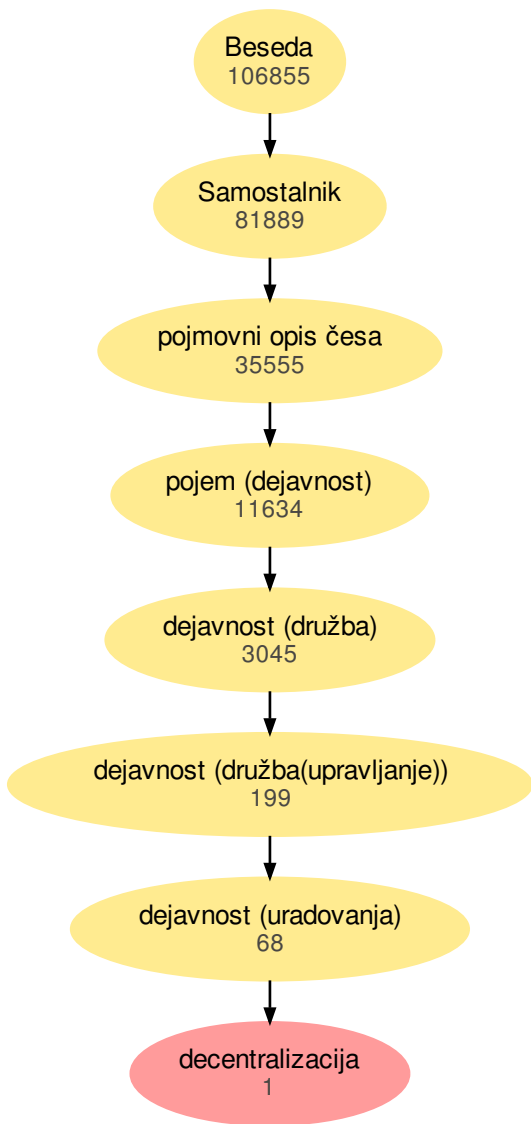 Beseda
106855
Samostalnik
81889
pojmovni opis česa
35555
pojem (dejavnost)
11634
dejavnost (družba)
3045
dejavnost (družba(upravljanje))
199
dejavnost (uradovanja)
68
decentralizacija
1